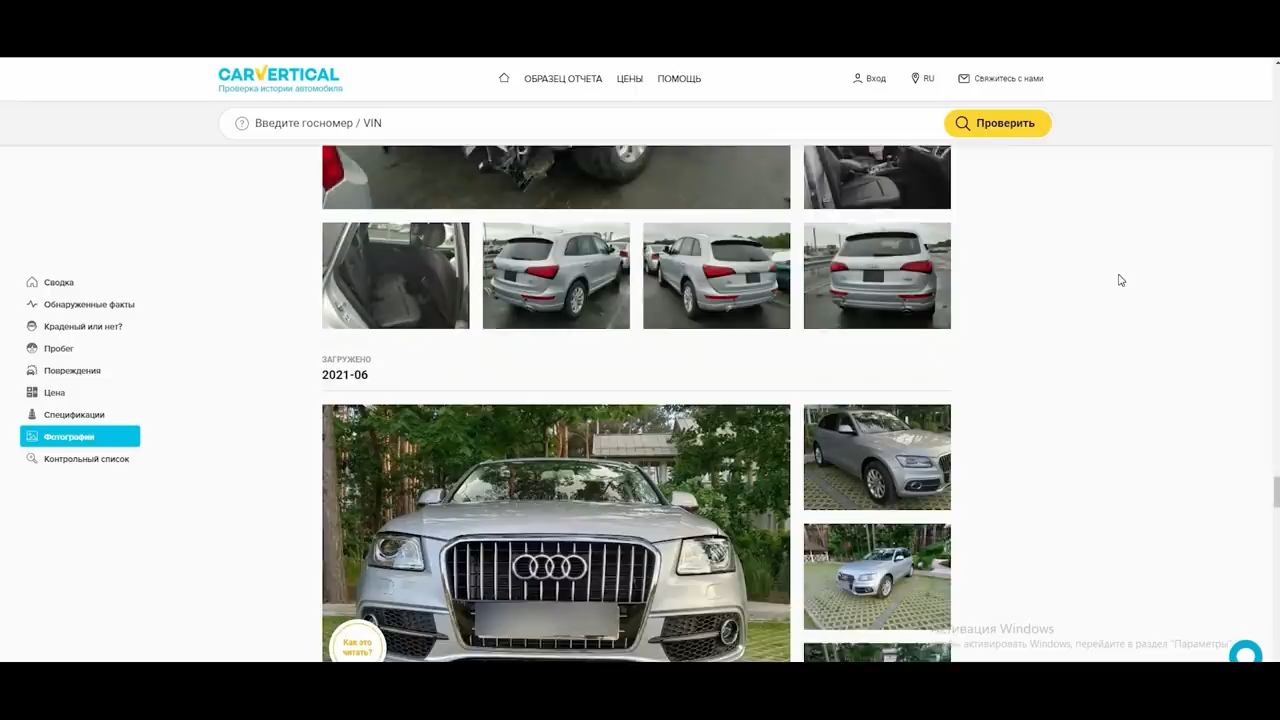 CARVERTICAL
Проверка истории автомобиля
ОБРАЗЕЦ ОТЧЕТА
ЦЕНЫ
ПОМОЩЬ
Вход
RU
Свяжитесь с нами
Введите госномер / VIN
Проверить
Сводка
Обнаруженные факты
Краденый или нет?
Пробег
Повреждения
Цена
Спецификации
Фотографии
Контрольный список
ЗАГРУЖЕНО
2021-06
Как это
читать?
Активация Windows
активировать Windows, перейдите в раздел "Параметры"